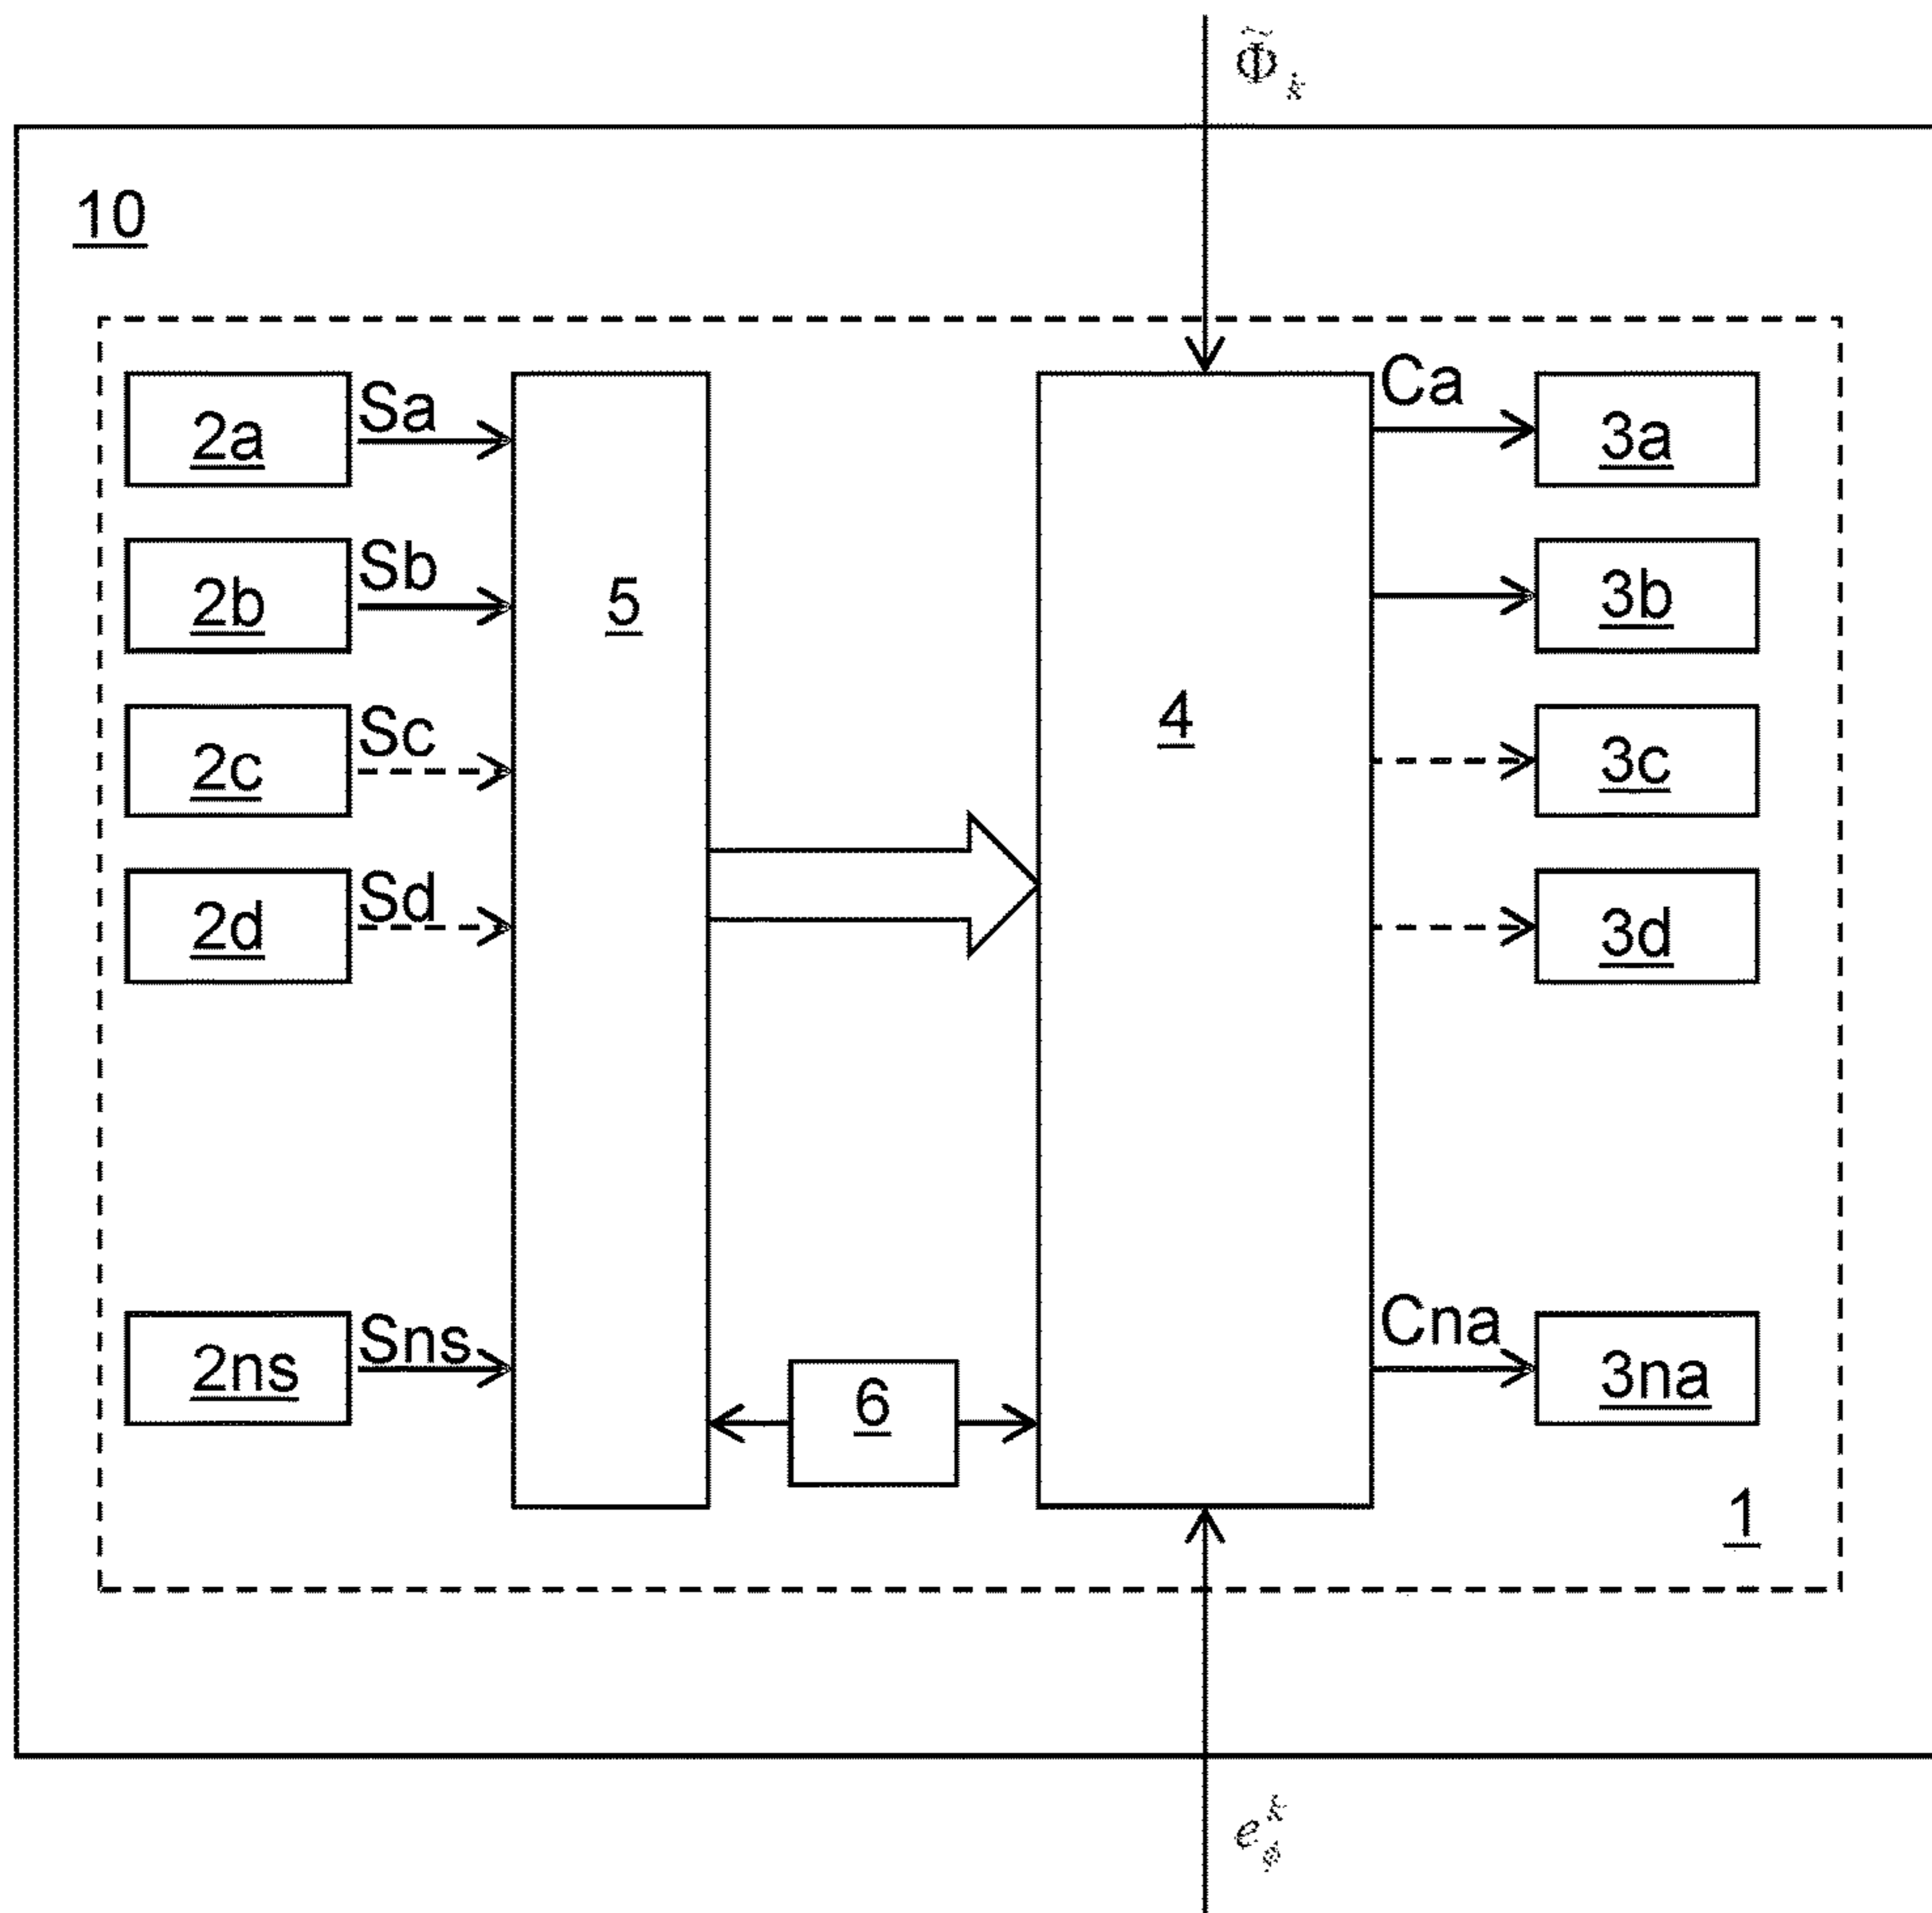 Φ̃ k
10
2a Sa Ca 3a
2b Sb 5 3b
2c Sc 4 3c
2d Sd 3d
2ns Sns 6 Cna 3na
1
e k